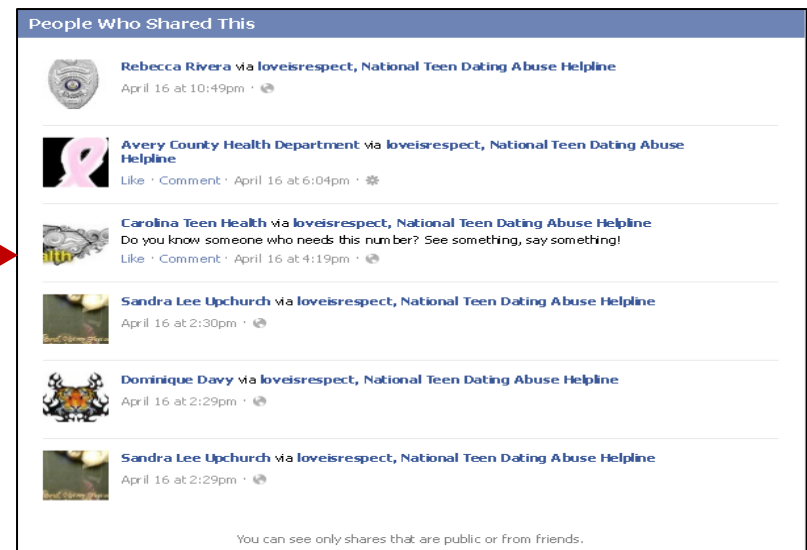 People Who Shared This
Rebecca Rivera via loveisrespect, National Teen Dating Abuse Helpline
April 16 at 10:49pm ·
Avery County Health Department via loveisrespect, National Teen Dating Abuse
Helpline
Like · Comment · April 16 at 6:04pm ·
Carolina Teen Health via loveisrespect, National Teen Dating Abuse Helpline
Do you know someone who needs this number? See something, say something!
alth
Like · Comment · April 16 at 4:19pm ·
Sandra Lee Upchurch via loveisrespect, National Teen Dating Abuse Helpline
April 16 at 2:30pm ·
Dominique Davy via loveisrespect, National Teen Dating Abuse Helpline
April 16 at 2:29pm ·
Sandra Lee Upchurch via loveisrespect, National Teen Dating Abuse Helpline
April 16 at 2:29pm ·
You can see only shares that are public or from friends.